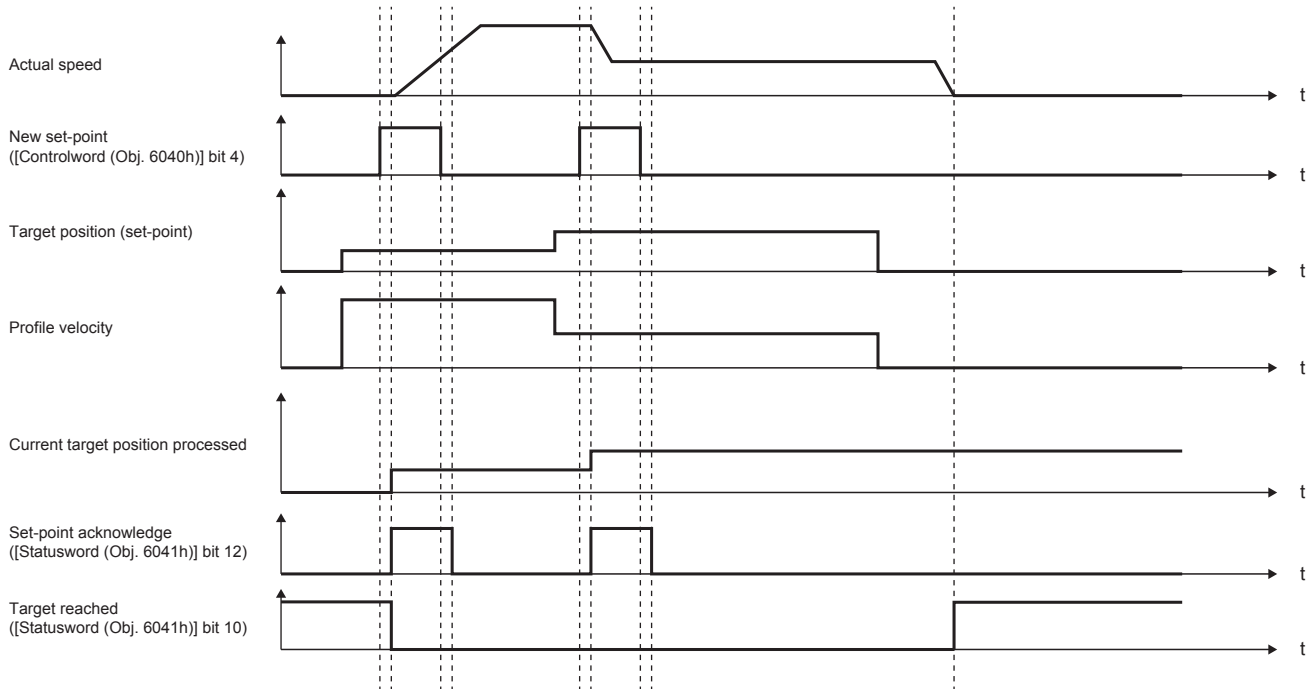 Actual speed
t
New set-point
([Controlword (Obj. 6040h)] bit 4)
t
Target position (set-point)
t
Profile velocity
t
Current target position processed
t
Set-point acknowledge
([Statusword (Obj. 6041h)] bit 12)
t
Target reached
([Statusword (Obj. 6041h)] bit 10)
t